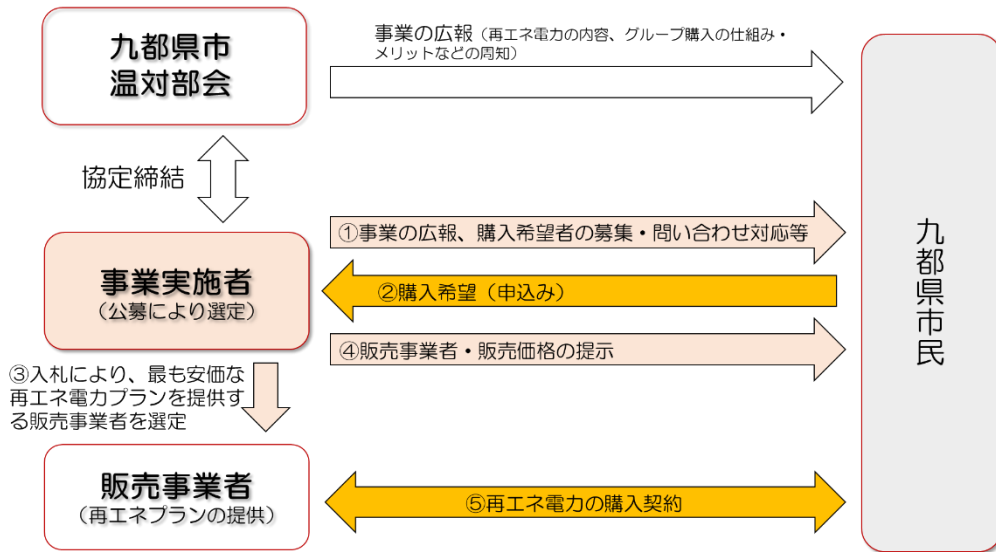 九都県市
温対部会
事業の広報（再エネ電力の内容、グループ購入の仕組み・
メリットなどの周知）
協定締結
①事業の広報、購入希望者の募集・問い合わせ対応等
事業実施者
（公募により選定）
②購入希望（申込み）
④販売事業者・販売価格の提示
③入札により、最も安価な
再エネ電力プランを提供す
る販売事業者を選定
販売事業者
（再エネプランの提供）
⑤再エネ電力の購入契約
九都県市民